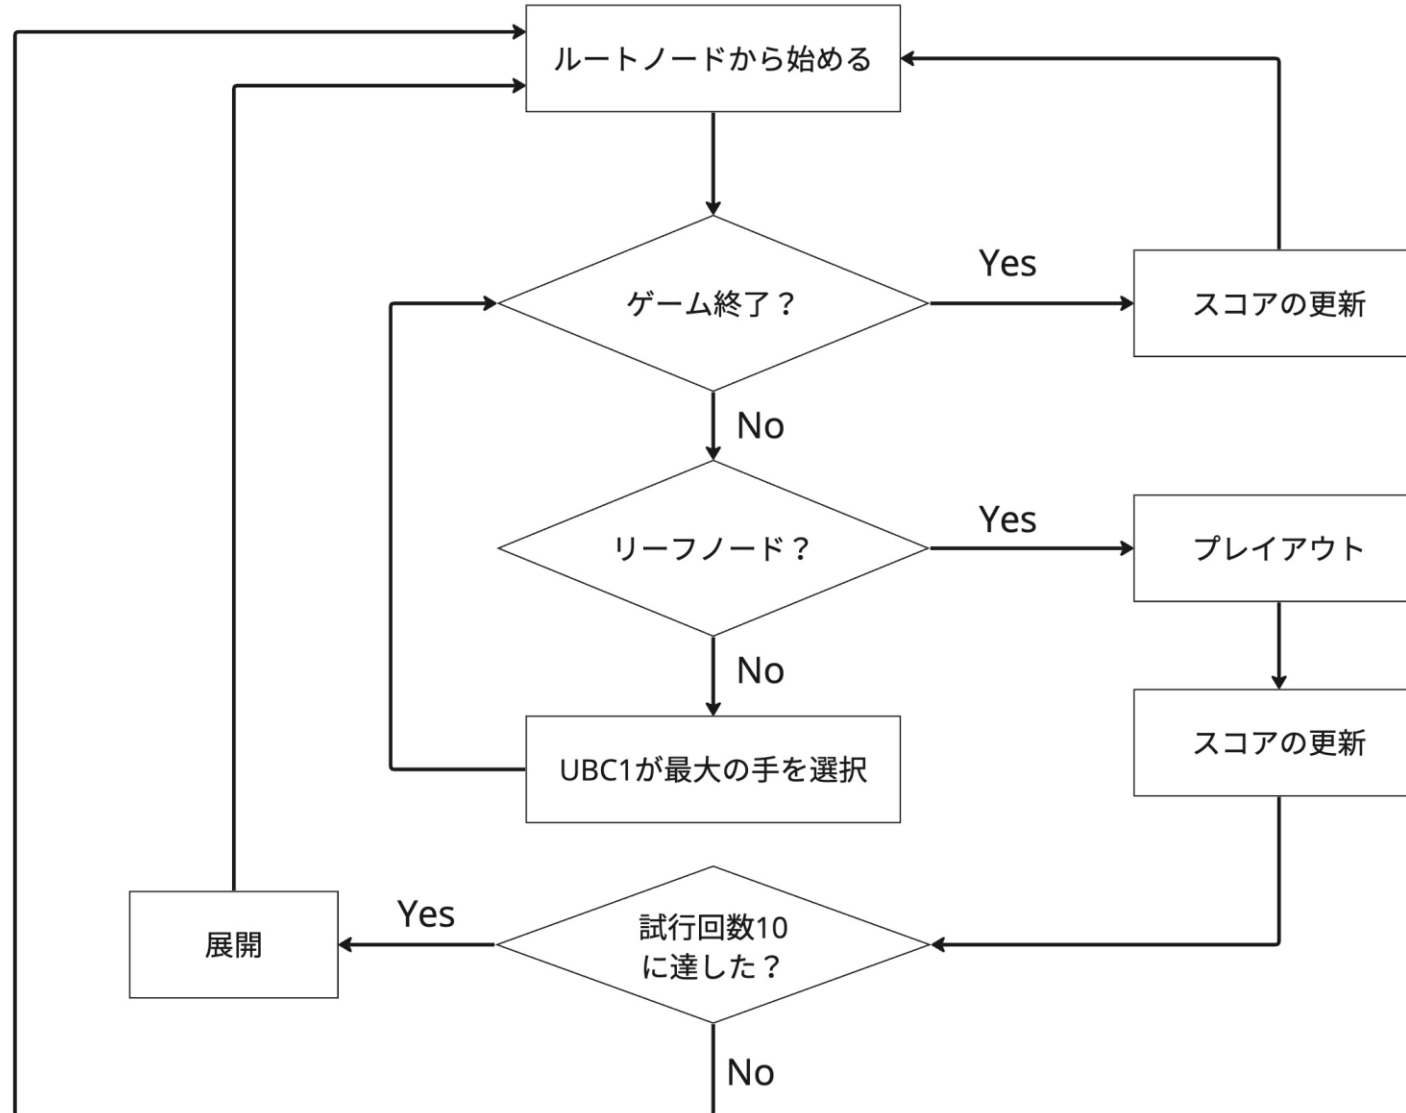 ルートノードから始める
ゲーム終了？
Yes
スコアの更新
No
リーフノード？
Yes
プレイアウト
No
UBC1が最大の手を選択
スコアの更新
展開
Yes
試行回数10
に達した？
No